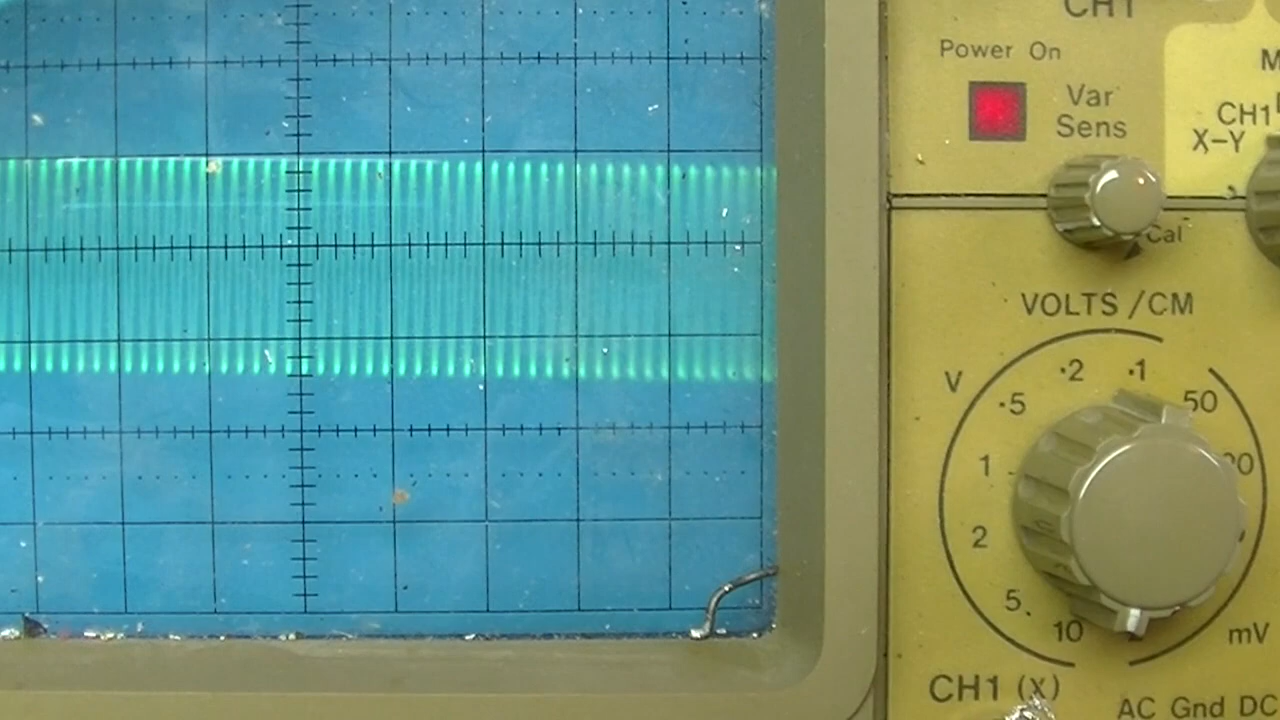 CH1
Power On
Var
Sens
CH1
X-Y
Cal
VOLTS /CM
V
·5
·2
·1
50
1
2
5
10
mV
CH1 (X)
AC Gnd DC